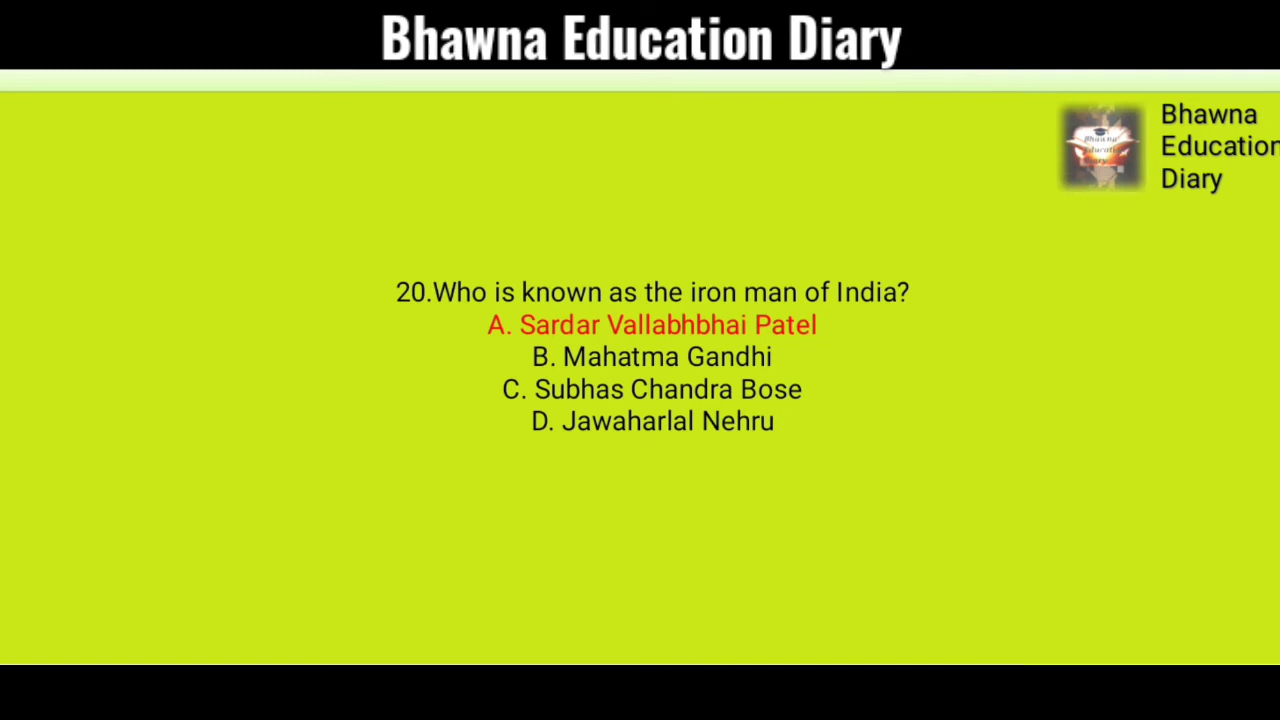 Bhawna Education Diary
Bhawna
Education
Diary
20.Who is known as the iron man of India?
A. Sardar Vallabhbhai Patel
B. Mahatma Gandhi
C. Subhas Chandra Bose
D. Jawaharlal Nehru